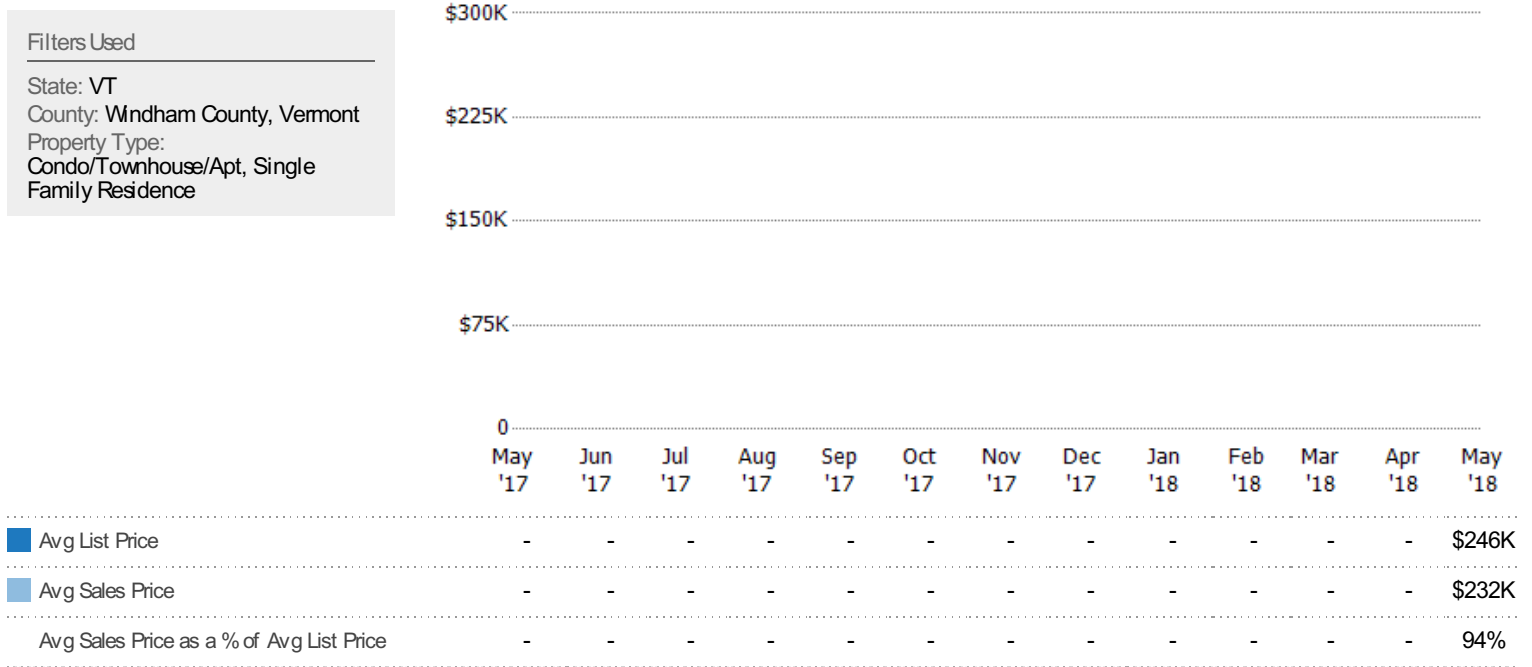 Filters Used
State: VT
County: Windham County, Vermont
Property Type:
Condo/Townhouse/Apt, Single
Family Residence
$300K
$225K
$150K
$75K
0
May Jun Jul Aug Sep Oct Nov Dec Jan Feb Mar Apr May
'17 '17 '17 '17 '17 '17 '17 '17 '18 '18 '18 '18 '18
Avg List Price - - - - - - - - - - - - $246K
Avg Sales Price - - - - - - - - - - - - $232K
Avg Sales Price as a % of Avg List Price - - - - - - - - - - - - 94%